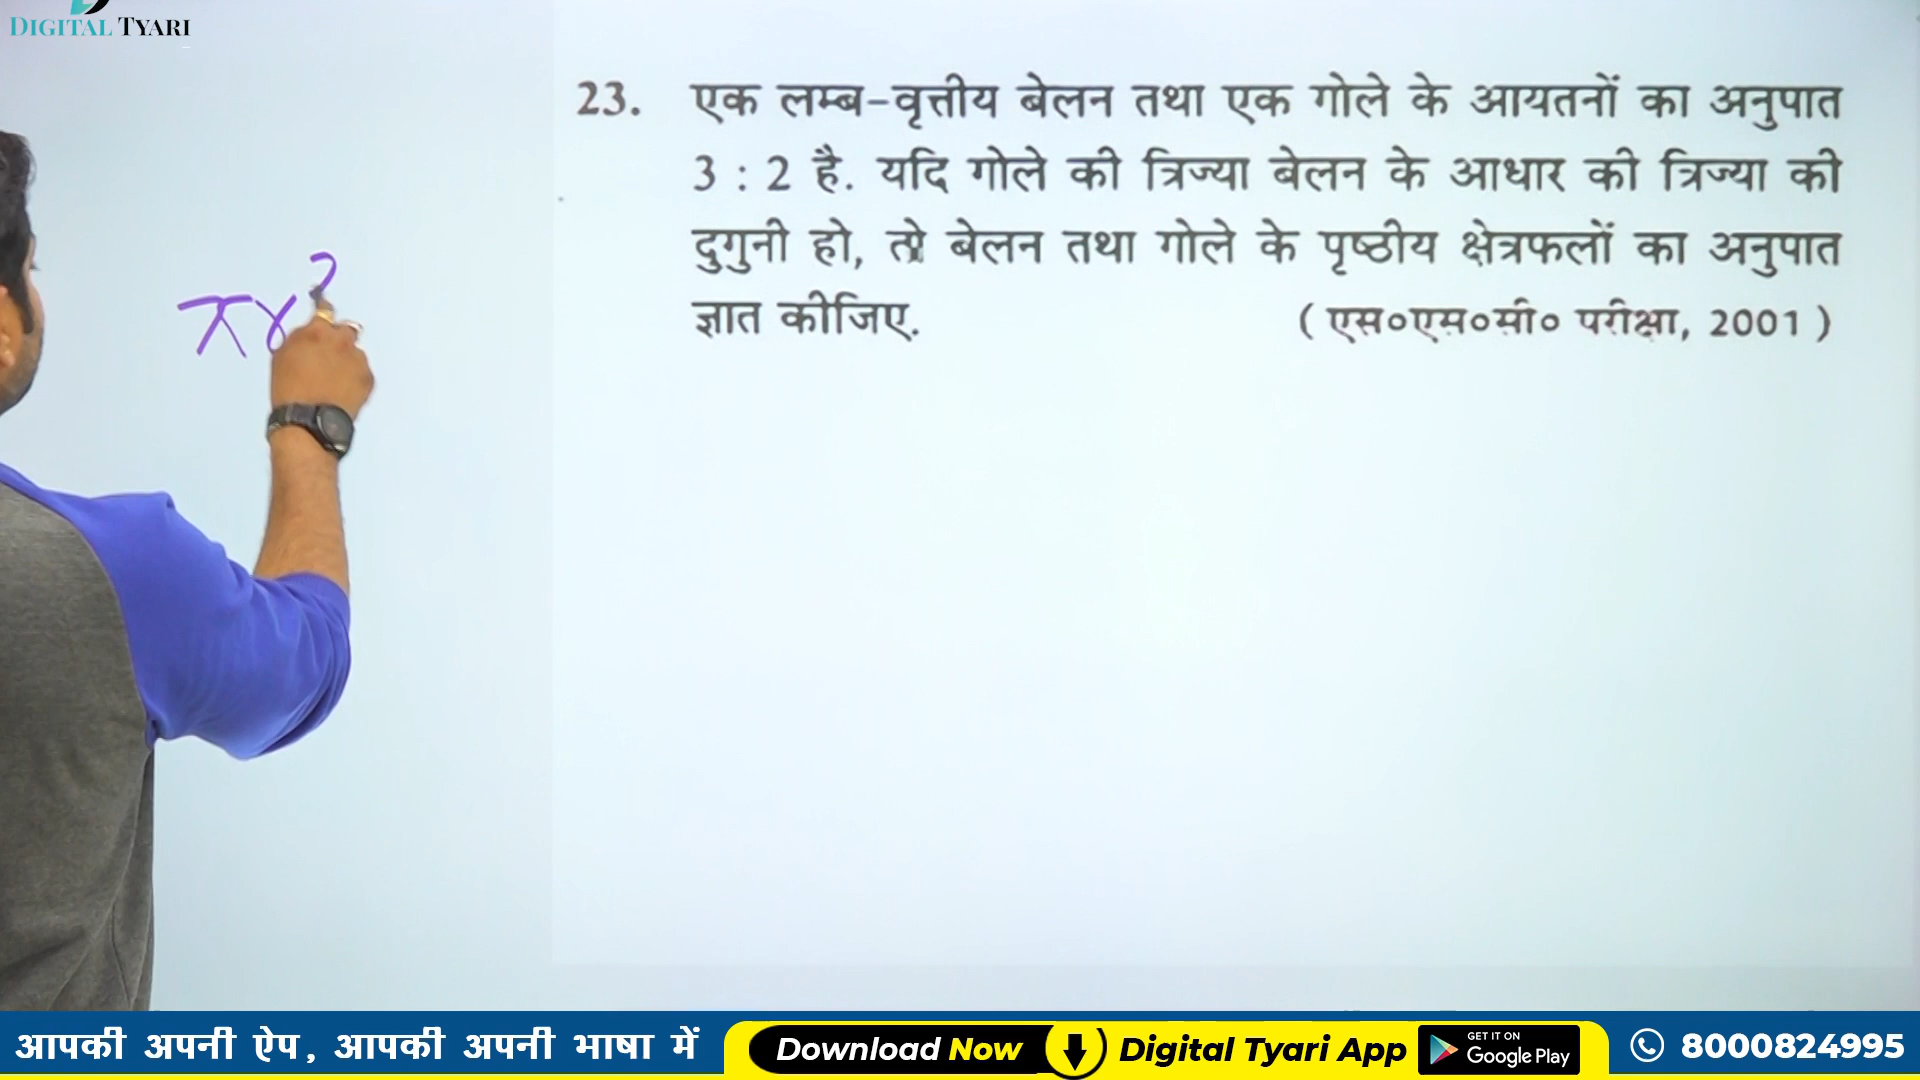 DIGITAL TYARI
23. एक लम्ब-वृत्तीय बेलन तथा एक गोले के आयतनों का अनुपात
3 : 2 है. यदि गोले की त्रिज्या बेलन के आधार की त्रिज्या की
दुगुनी हो, तो बेलन तथा गोले के पृष्ठीय क्षेत्रफलों का अनुपात
ज्ञात कीजिए. ( एस०एस०सी० परीक्षा, 2001 )
πr²
आपकी अपनी ऐप, आपकी अपनी भाषा में Download Now Digital Tyari App GET IT ON Google Play 8000824995